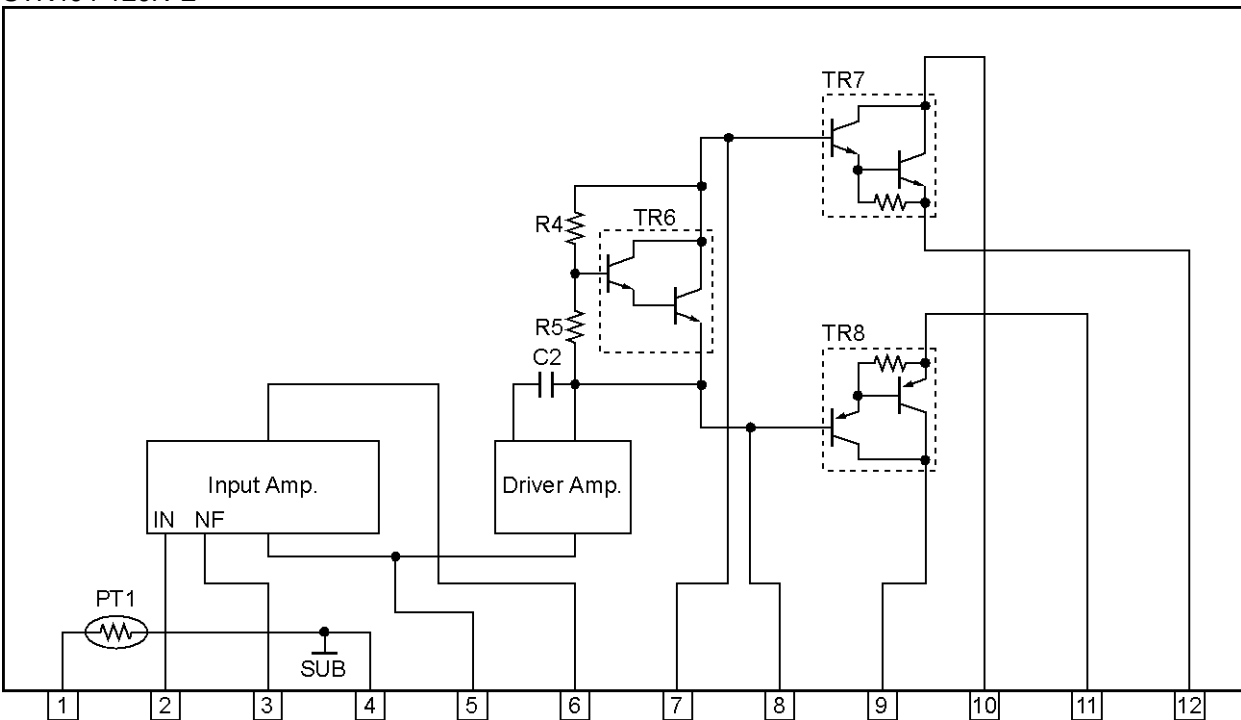 TR7
R4
TR6
R5
TR8
C2
Input Amp.
Driver Amp.
IN NF
PT1
SUB
1 2 3 4 5 6 7 8 9 10 11 12